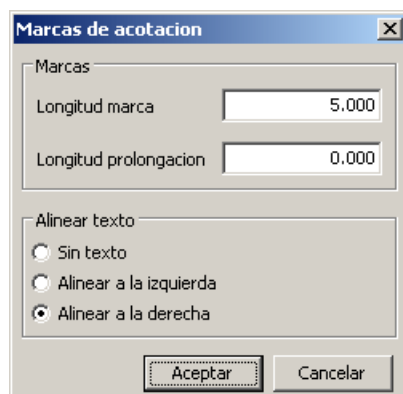 Marcas de acotacion
Marcas
Longitud marca 5.000
Longitud prolongacion 0.000
Alinear texto
Sin texto
Alinear a la izquierda
Alinear a la derecha
Aceptar Cancelar